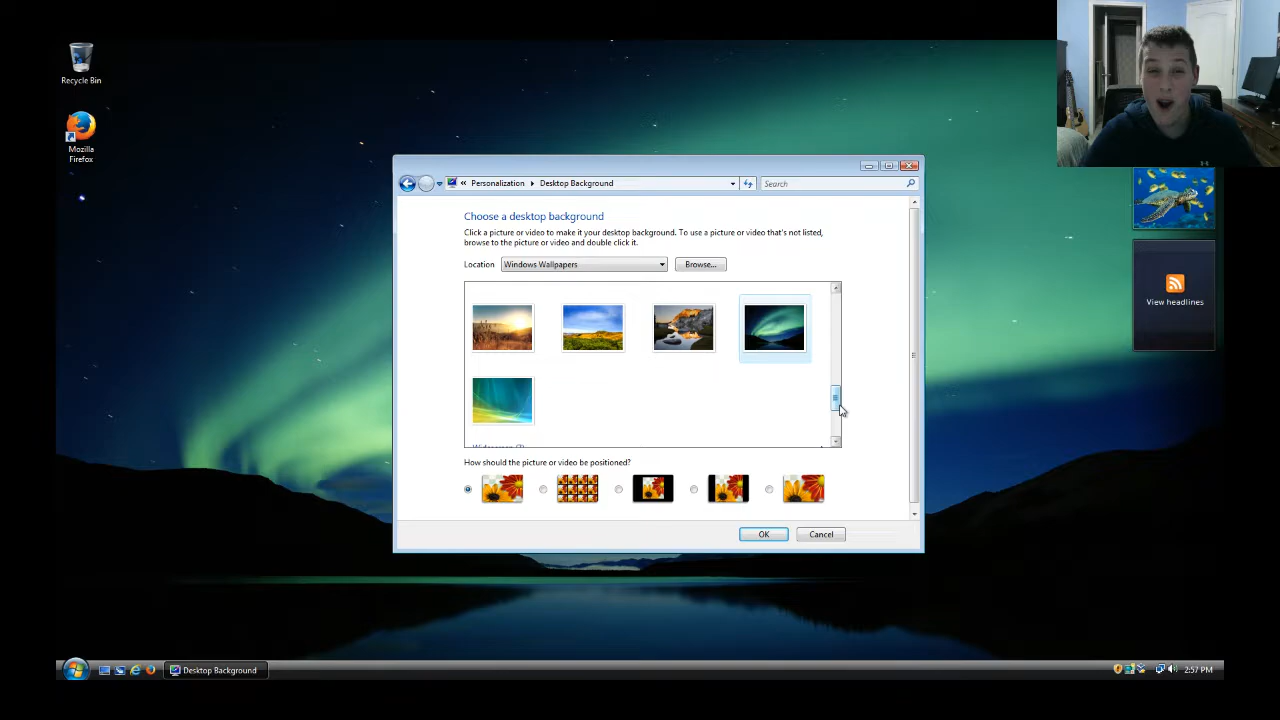 Recycle Bin
Mozilla
Firefox
« Personalization Desktop Background
Search
Choose a desktop background
Click a picture or video to make it your desktop background. To use a picture or video that's not listed,
browse to the picture or video and double click it.
Location Windows Wallpapers Browse...
How should the picture or video be positioned?
OK Cancel
View headlines
Desktop Background
2:57 PM